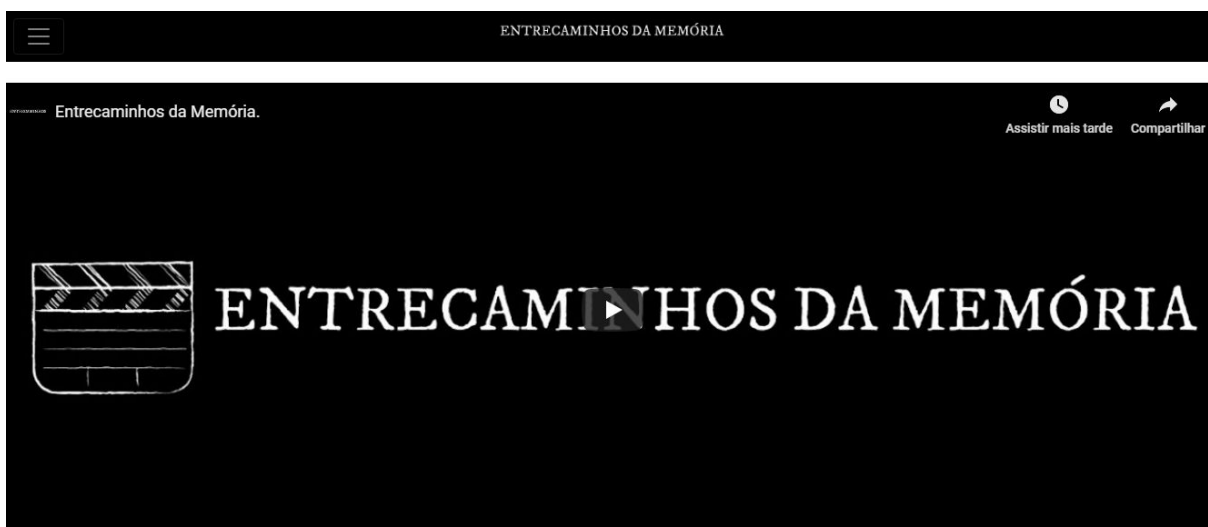 ENTRECAMINHOS DA MEMÓRIA
Entrecaminhos da Memória.
Assistir mais tarde
Compartilhar
ENTRECAMINHOS DA MEMÓRIA